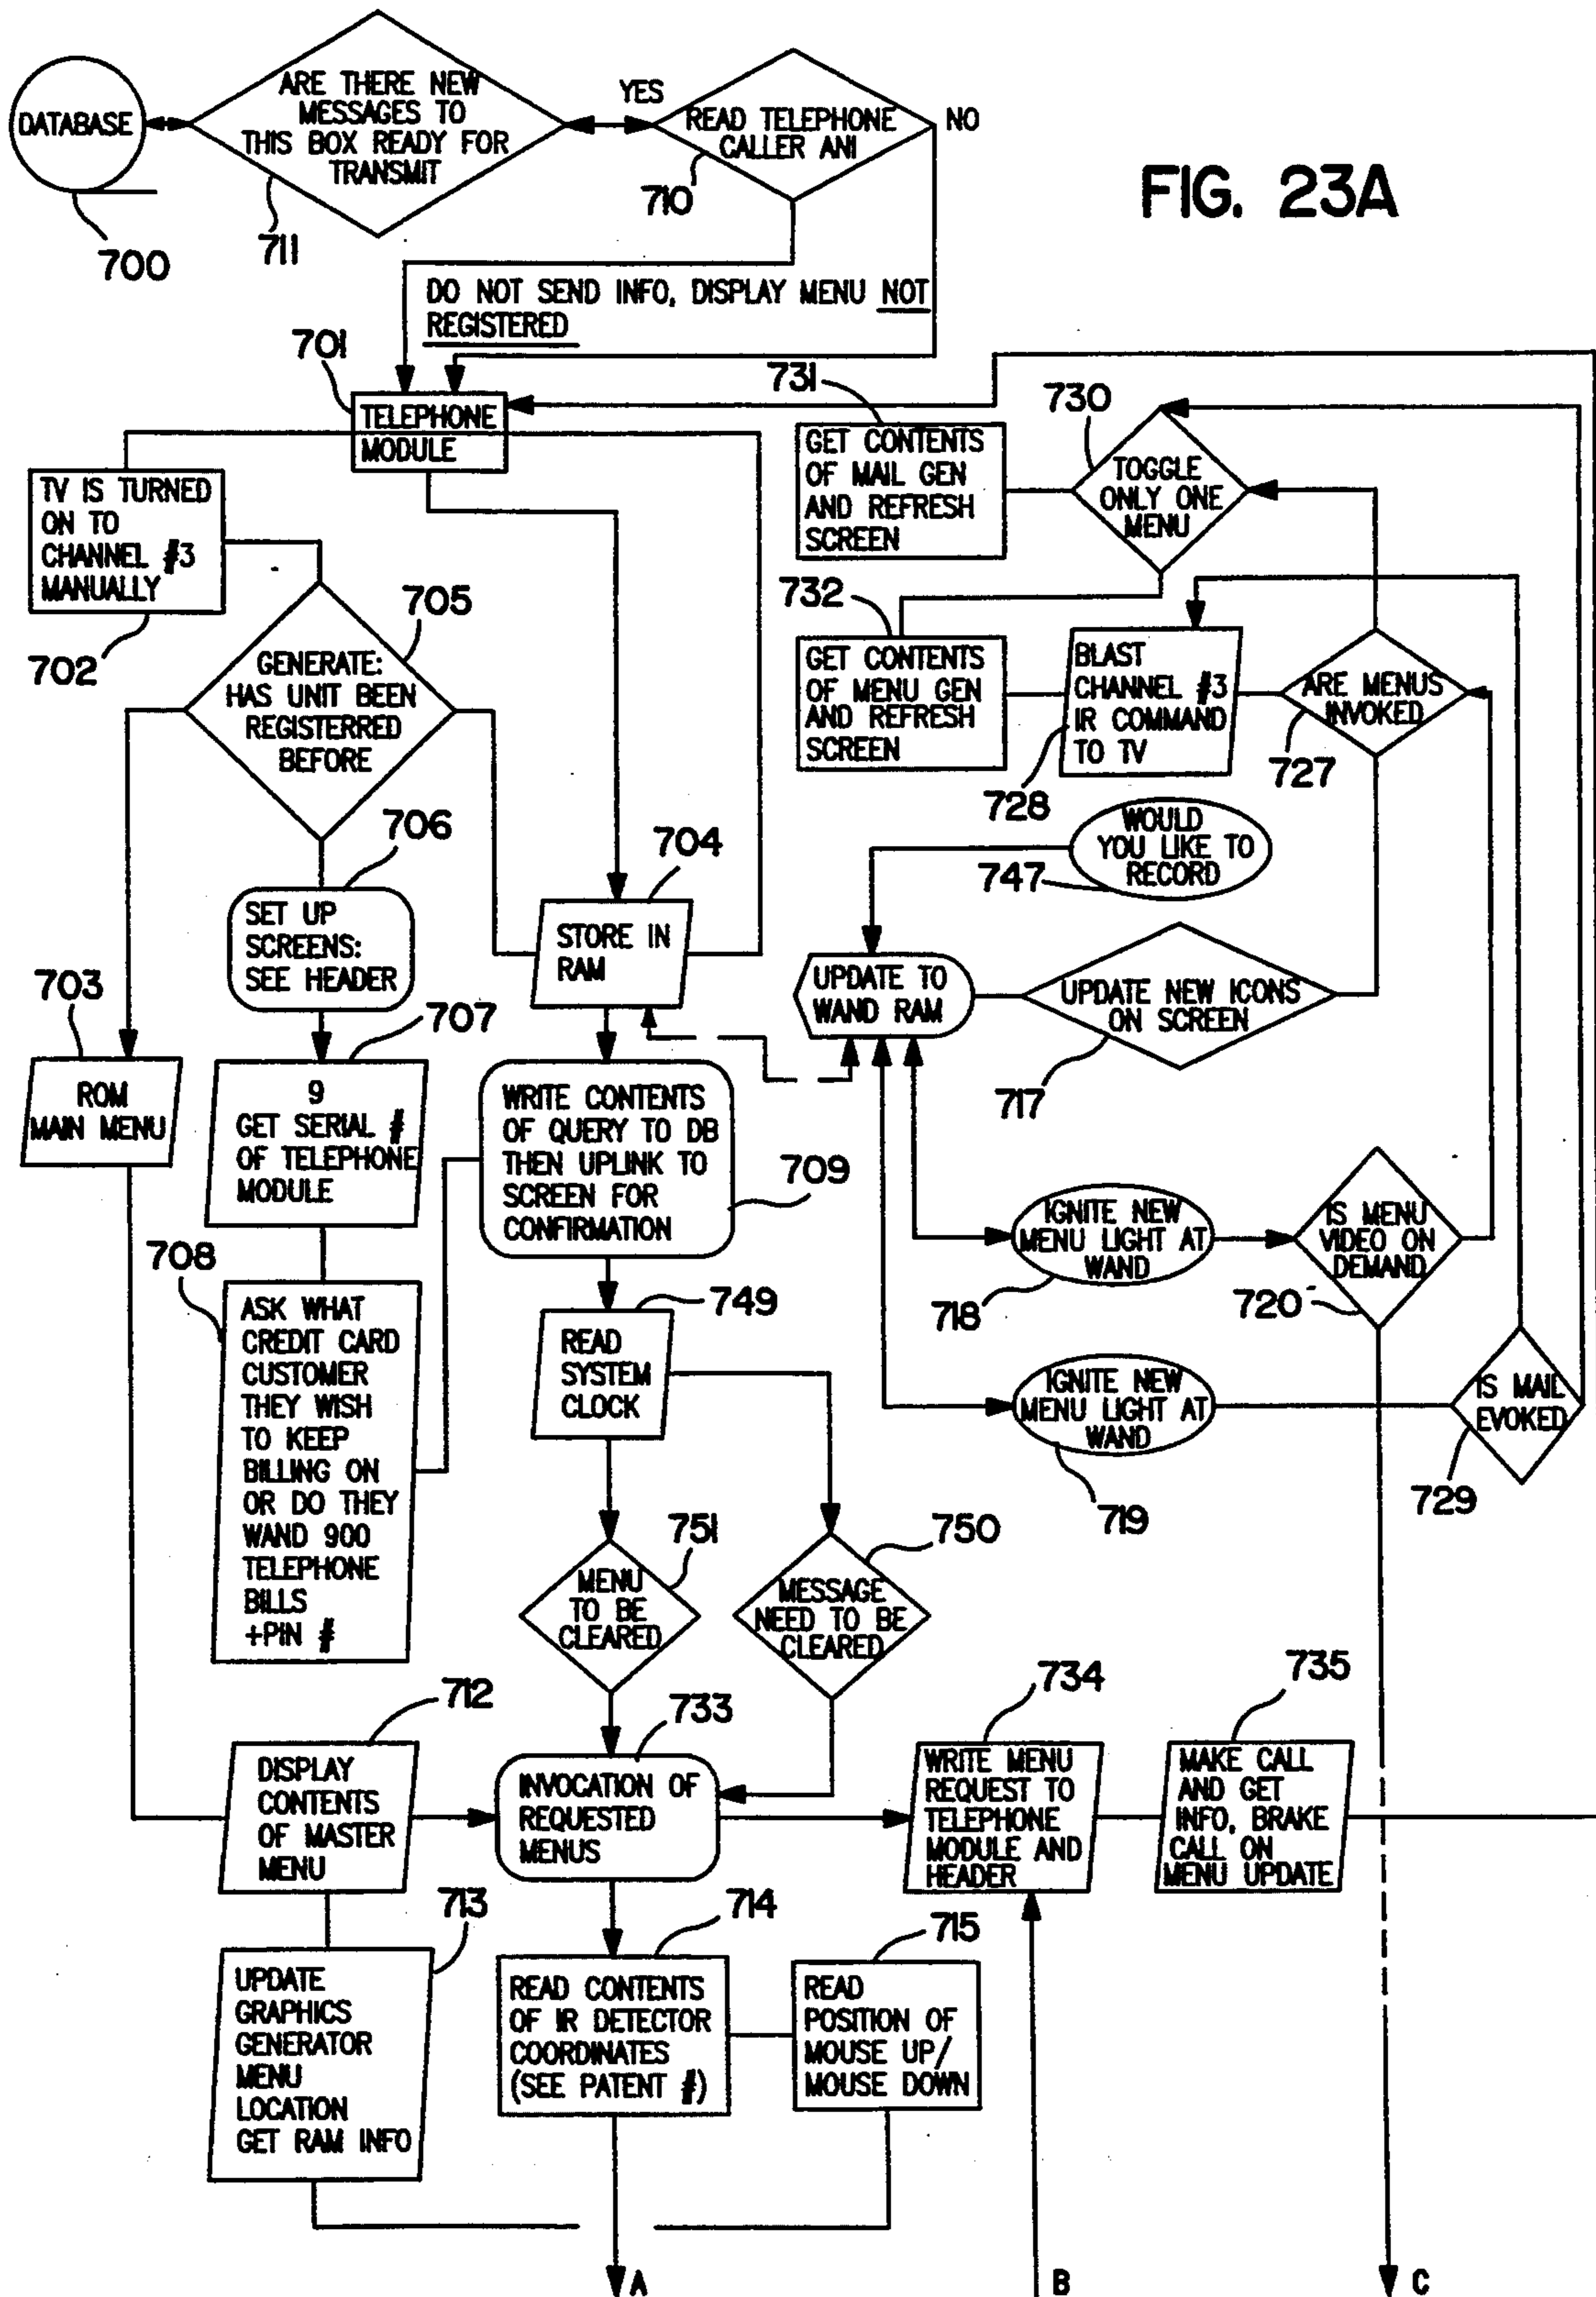 DATABASE
ARE THERE NEW
MESSAGES TO
THIS BOX READY FOR
TRANSMIT
YES
READ TELEPHONE
CALLER ANI
NO
700
711
710
FIG. 23A
DO NOT SEND INFO, DISPLAY MENU NOT
REGISTERED
701
TELEPHONE
MODULE
TV IS TURNED
ON TO
CHANNEL #3
MANUALLY
702
731
GET CONTENTS
OF MAIL GEN
AND REFRESH
SCREEN
730
TOGGLE
ONLY ONE
MENU
705
GENERATE:
HAS UNIT BEEN
REGISTERRED
BEFORE
732
GET CONTENTS
OF MENU GEN
AND REFRESH
SCREEN
BLAST
CHANNEL #3
IR COMMAND
TO TV
728
ARE MENUS
INVOKED
727
706
SET UP
SCREENS:
SEE HEADER
704
STORE IN
RAM
WOULD
YOU LIKE TO
RECORD
747
UPDATE TO
WAND RAM
UPDATE NEW ICONS
ON SCREEN
717
703
ROM
MAIN MENU
707
9
GET SERIAL #
OF TELEPHONE
MODULE
WRITE CONTENTS
OF QUERY TO DB
THEN UPLINK TO
SCREEN FOR
CONFIRMATION
709
IGNITE NEW
MENU LIGHT AT
WAND
718
IS MENU
VIDEO ON
DEMAND
720
708
ASK WHAT
CREDIT CARD
CUSTOMER
THEY WISH
TO KEEP
BILLING ON
OR DO THEY
WAND 900
TELEPHONE
BILLS
+PIN #
749
READ
SYSTEM
CLOCK
IGNITE NEW
MENU LIGHT AT
WAND
719
IS MAIL
EVOKED
729
751
MENU
TO BE
CLEARED
750
MESSAGE
NEED TO BE
CLEARED
712
DISPLAY
CONTENTS
OF MASTER
MENU
733
INVOCATION OF
REQUESTED
MENUS
734
WRITE MENU
REQUEST TO
TELEPHONE
MODULE AND
HEADER
735
MAKE CALL
AND GET
INFO, BRAKE
CALL ON
MENU UPDATE
713
UPDATE
GRAPHICS
GENERATOR
MENU
LOCATION
GET RAM INFO
714
READ CONTENTS
OF IR DETECTOR
COORDINATES
(SEE PATENT #)
715
READ
POSITION OF
MOUSE UP/
MOUSE DOWN
A
B
C